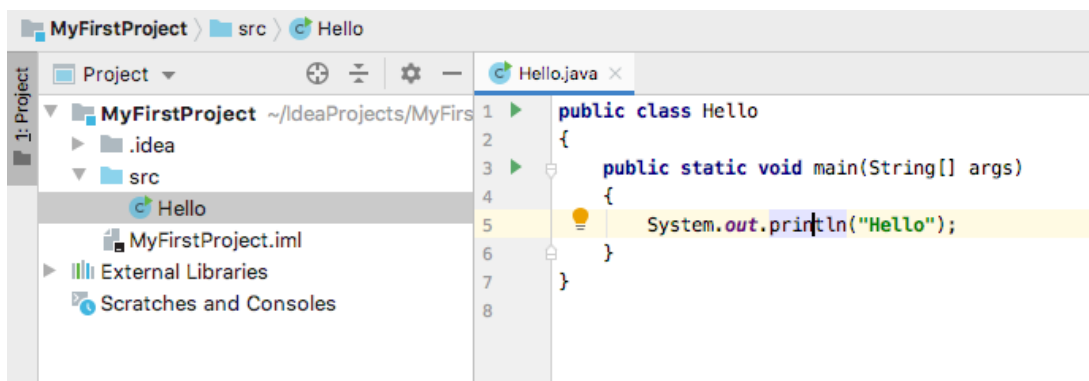 MyFirstProject src Hello
1: Project
Project
MyFirstProject ~/IdeaProjects/MyFirs
.idea
src
Hello
MyFirstProject.iml
External Libraries
Scratches and Consoles
Hello.java
1 public class Hello
2 {
3 public static void main(String[] args)
4 {
5 System.out.println("Hello");
6 }
7 }
8